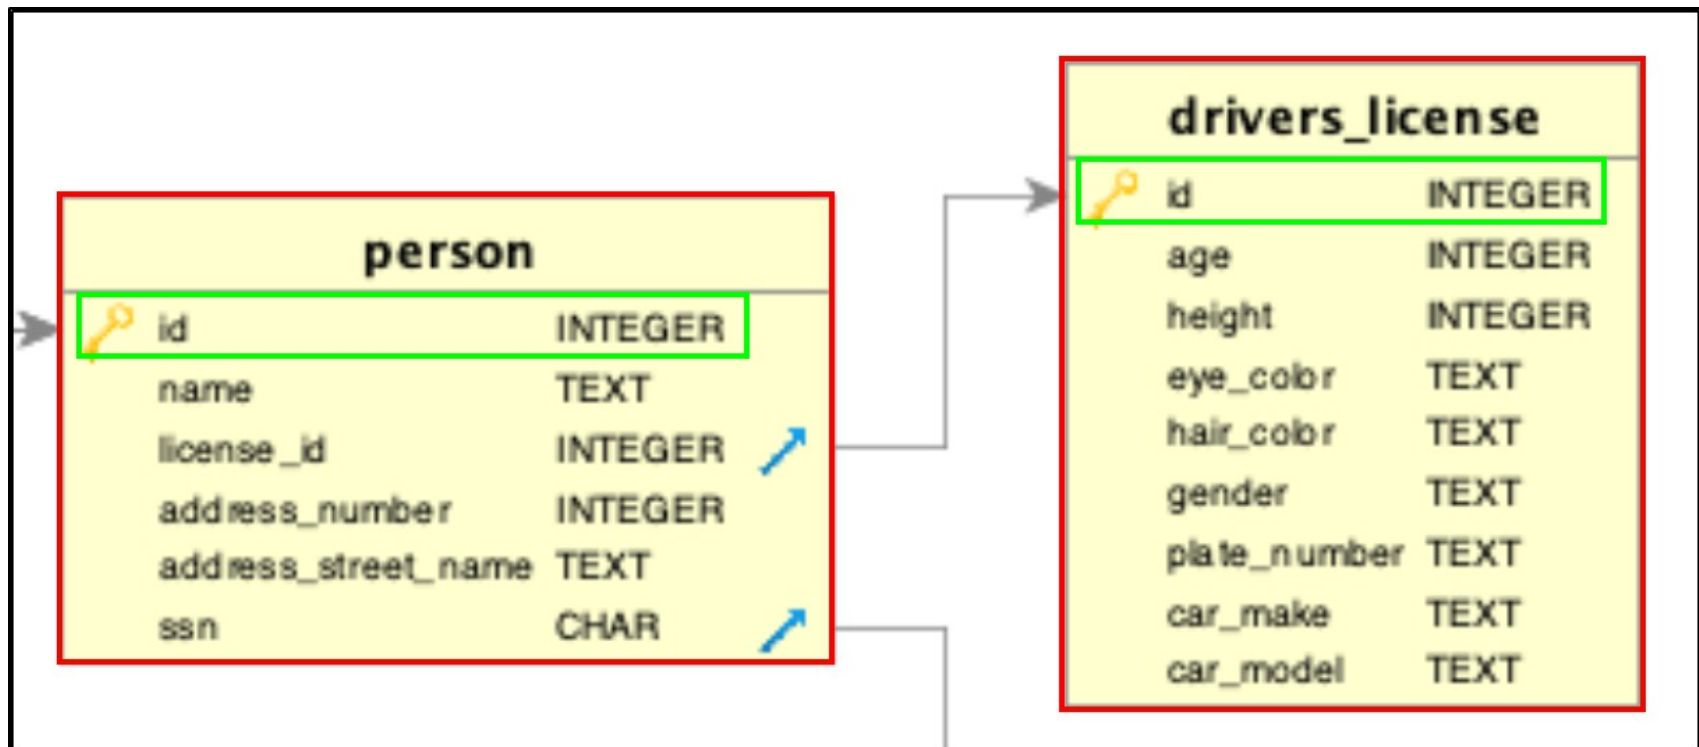 person
id INTEGER
name TEXT
license_id INTEGER
address_number INTEGER
address_street_name TEXT
ssn CHAR
drivers_license
id INTEGER
age INTEGER
height INTEGER
eye_color TEXT
hair_color TEXT
gender TEXT
plate_number TEXT
car_make TEXT
car_model TEXT